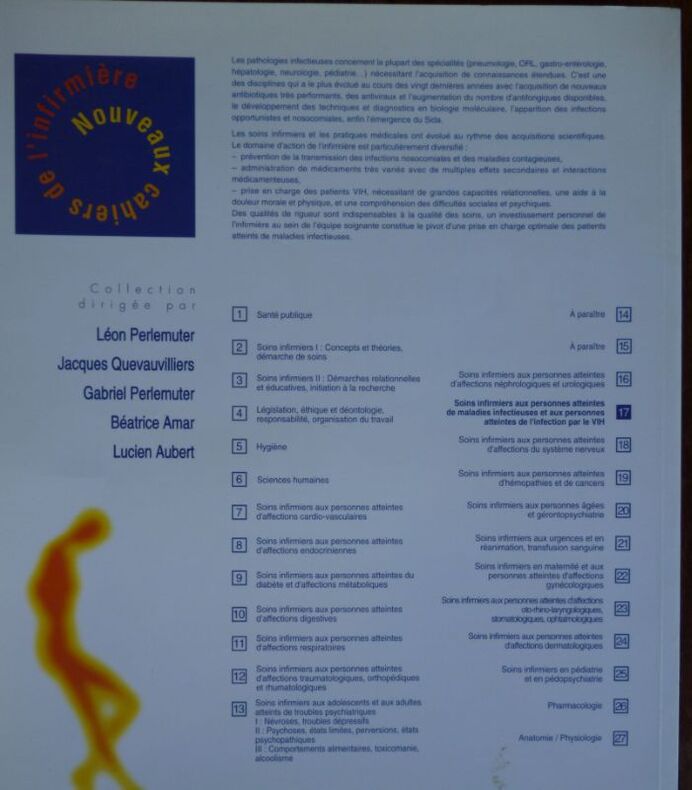 Nouveaux cahiers
de l'infirmière
Les pathologies infectieuses concernent la plupart des spécialités (pneumologie, ORL, gastro-entérologie,
hépatologie, neurologie, pédiatrie...) nécessitant l'acquisition de connaissances étendues. C'est une
des disciplines qui a le plus évolué au cours des vingt dernières années avec l'acquisition de nouveaux
antibiotiques très performants, des antiviraux et l'augmentation du nombre d'antifongiques disponibles,
le développement des techniques et diagnostics en biologie moléculaire, l'apparition des infections
opportunistes et nosocomiales, enfin l'émergence du Sida.
Les soins infirmiers et les pratiques médicales ont évolué au rythme des acquisitions scientifiques.
Le domaine d'action de l'infirmière est particulièrement diversifié :
– prévention de la transmission des infections nosocomiales et des maladies contagieuses,
– administration de médicaments très variés avec de multiples effets secondaires et interactions
médicamenteuses,
– prise en charge des patients VIH, nécessitant de grandes capacités relationnelles, une aide à la
douleur morale et physique, et une compréhension des difficultés sociales et psychiques.
Des qualités de rigueur sont indispensables à la qualité des soins, un investissement personnel de
l'infirmière au sein de l'équipe soignante constitue le pivot d'une prise en charge optimale des patients
atteints de maladies infectieuses.
Collection
dirigée par
Léon Perlemuter
Jacques Quevauvilliers
Gabriel Perlemuter
Béatrice Amar
Lucien Aubert
1 Santé publique
2 Soins infirmiers I : Concepts et théories,
démarche de soins
3 Soins infirmiers II : Démarches relationnelles
et éducatives, initiation à la recherche
4 Législation, éthique et déontologie,
responsabilité, organisation du travail
5 Hygiène
6 Sciences humaines
7 Soins infirmiers aux personnes atteintes
d'affections cardio-vasculaires
8 Soins infirmiers aux personnes atteintes
d'affections endocriniennes
9 Soins infirmiers aux personnes atteintes du
diabète et d'affections métaboliques
10 Soins infirmiers aux personnes atteintes
d'affections digestives
11 Soins infirmiers aux personnes atteintes
d'affections respiratoires
12 Soins infirmiers aux personnes atteintes
d'affections traumatologiques, orthopédiques
et rhumatologiques
13 Soins infirmiers aux adolescents et aux adultes
atteints de troubles psychiatriques
I : Névroses, troubles dépressifs
II : Psychoses, états limites, perversions, états
psychopathiques
III : Comportements alimentaires, toxicomanie,
alcoolisme
À paraître 14
À paraître 15
Soins infirmiers aux personnes atteintes
d'affections néphrologiques et urologiques 16
Soins infirmiers aux personnes atteintes
de maladies infectieuses et aux personnes 17
atteintes de l'infection par le VIH
Soins infirmiers aux personnes atteintes
d'affections du système nerveux 18
Soins infirmiers aux personnes atteintes
d'hémopathies et de cancers 19
Soins infirmiers aux personnes âgées
et gérontopsychiatrie 20
Soins infirmiers aux urgences et en
réanimation, transfusion sanguine 21
Soins infirmiers en maternité et aux
personnes atteintes d'affections 22
gynécologiques
Soins infirmiers aux personnes atteintes d'affections
oto-rhino-laryngologiques, 23
stomatologiques, ophtalmologiques
Soins infirmiers aux personnes atteintes
d'affections dermatologiques 24
Soins infirmiers en pédiatrie
et en pédopsychiatrie 25
Pharmacologie 26
Anatomie / Physiologie 27